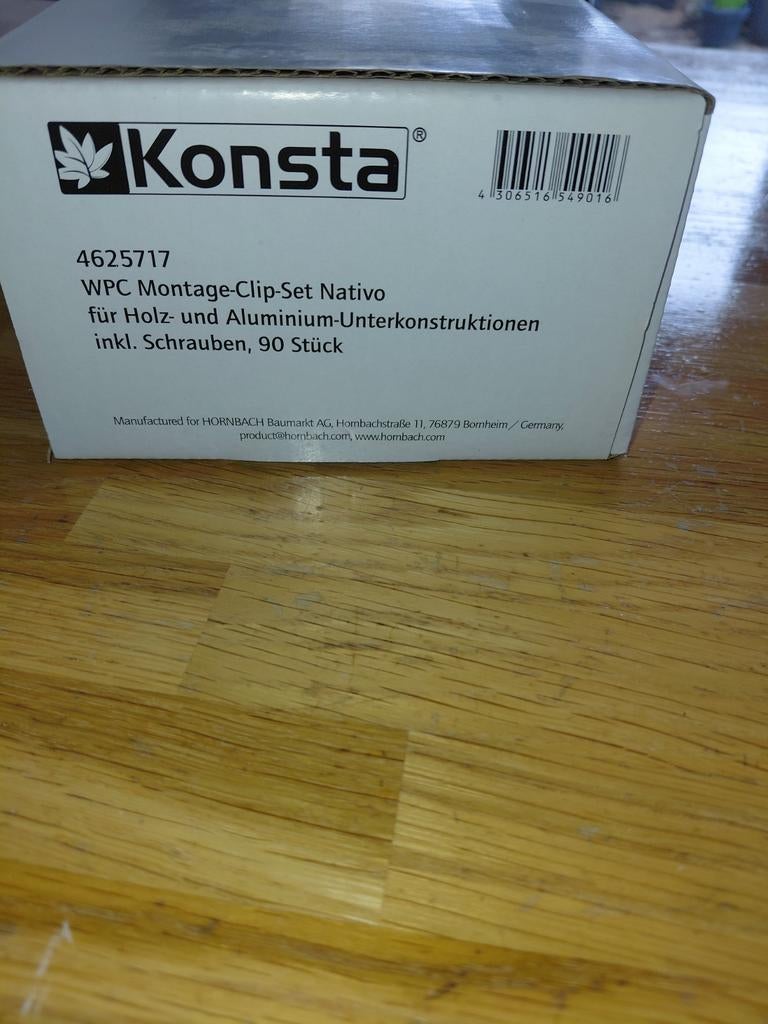 Konsta®
4 306516 549016
4625717
WPC Montage-Clip-Set Nativo
für Holz- und Aluminium-Unterkonstruktionen
inkl. Schrauben, 90 Stück
Manufactured for HORNBACH Baumarkt AG, Hornbachstraße 11, 76879 Bornheim / Germany,
product@hornbach.com, www.hornbach.com